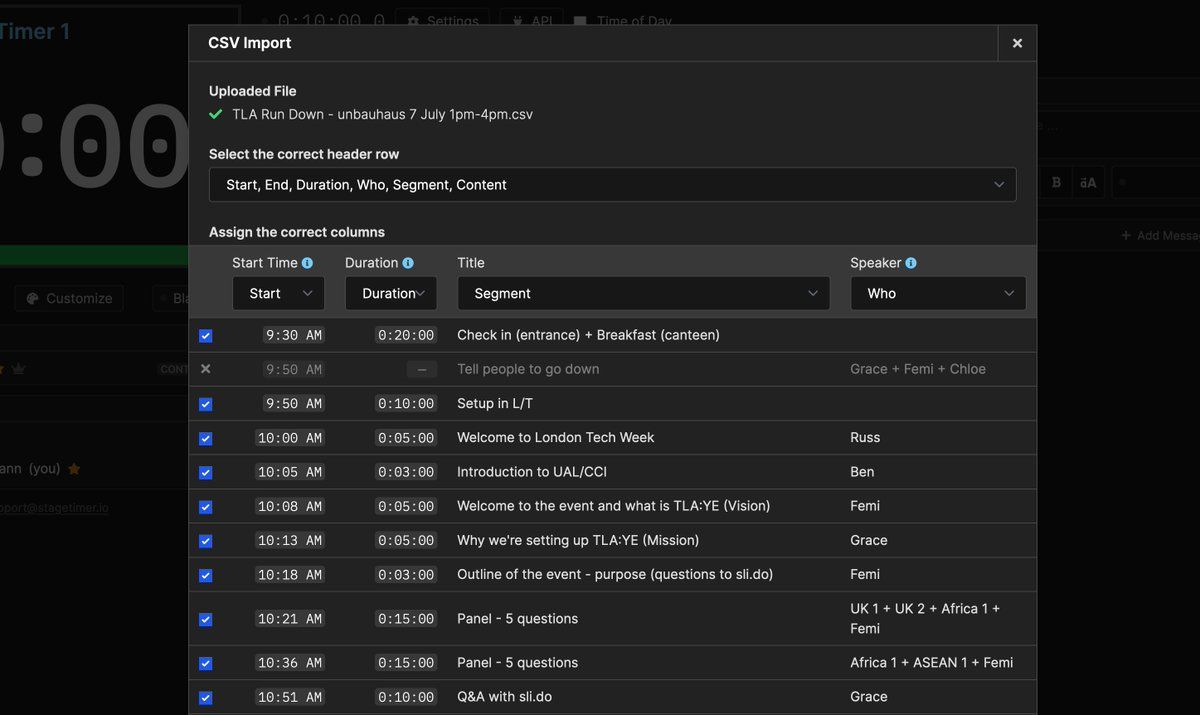 Timer 1
0:10:00
Settings
API
Time of Day
CSV Import
Uploaded File
TLA Run Down - unbauhaus 7 July 1pm-4pm.csv
Select the correct header row
Start, End, Duration, Who, Segment, Content
B
äA
Assign the correct columns
Add Messa
Start Time Duration Title Speaker
Start Duration Segment Who
Customize
Bla
9:30 AM 0:20:00 Check in (entrance) + Breakfast (canteen)
9:50 AM — Tell people to go down Grace + Femi + Chloe
CONT
9:50 AM 0:10:00 Setup in L/T
10:00 AM 0:05:00 Welcome to London Tech Week Russ
10:05 AM 0:03:00 Introduction to UAL/CCI Ben
ann (you)
10:08 AM 0:05:00 Welcome to the event and what is TLA:YE (Vision) Femi
pport@stagetimer.io
10:13 AM 0:05:00 Why we're setting up TLA:YE (Mission) Grace
10:18 AM 0:03:00 Outline of the event - purpose (questions to sli.do) Femi
10:21 AM 0:15:00 Panel - 5 questions UK 1 + UK 2 + Africa 1 +
Femi
10:36 AM 0:15:00 Panel - 5 questions Africa 1 + ASEAN 1 + Femi
10:51 AM 0:10:00 Q&A with sli.do Grace